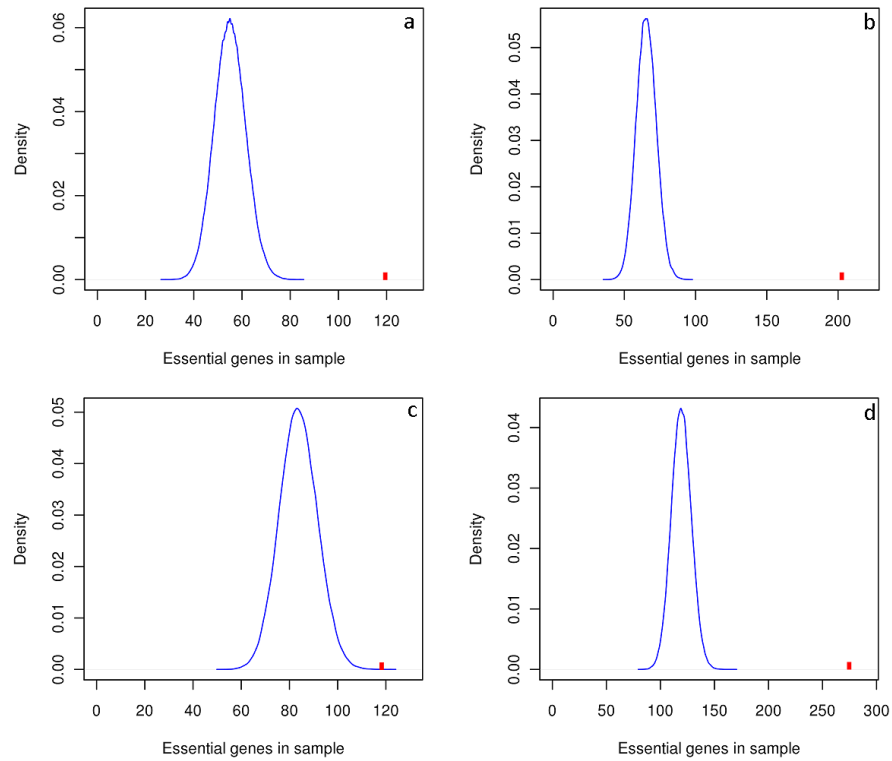 a
Density
0.00
0.02
0.04
0.06
0 20 40 60 80 100 120
Essential genes in sample
b
Density
0.00
0.01
0.02
0.03
0.04
0.05
0 50 100 150 200
Essential genes in sample
c
Density
0.00
0.01
0.02
0.03
0.04
0.05
0 20 40 60 80 100 120
Essential genes in sample
d
Density
0.00
0.01
0.02
0.03
0.04
0 50 100 150 200 250 300
Essential genes in sample